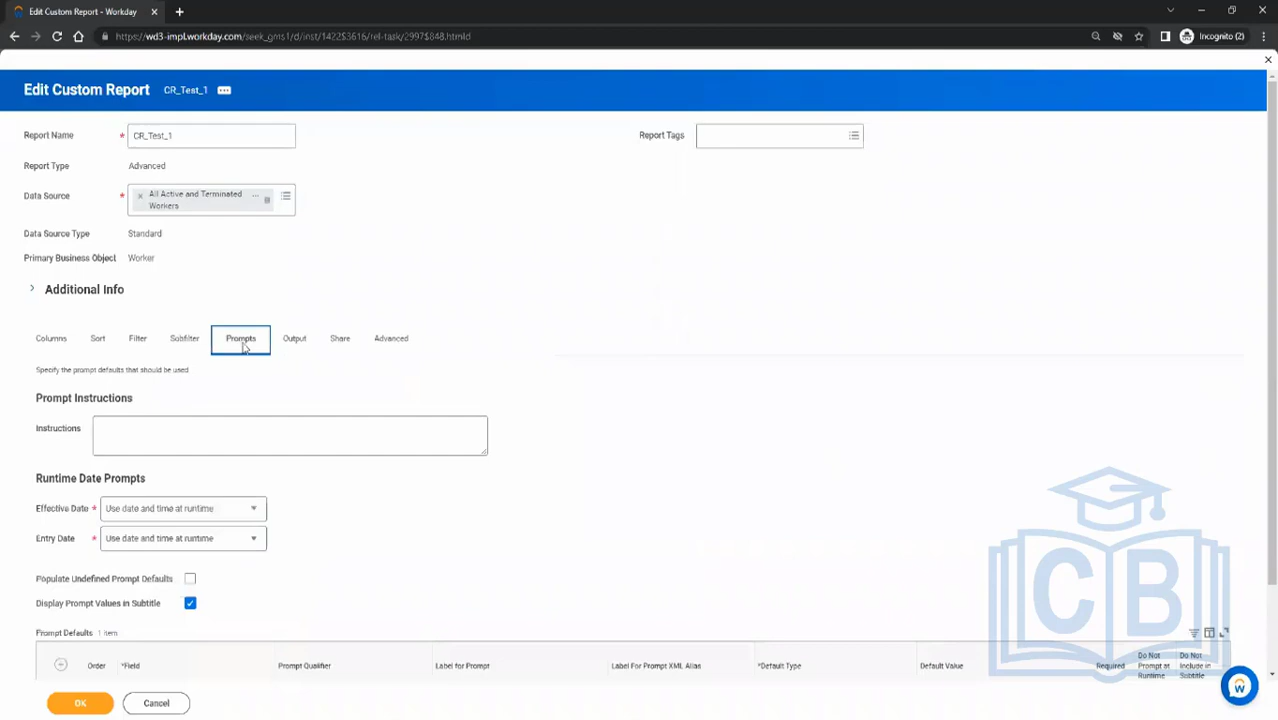 Edit Custom Report - Workday
https://wd3-impl.workday.com/seek_gms1/d/inst/1422$3616/rel-task/2997$848.htmld
Incognito (2)
Edit Custom Report CR_Test_1
Report Name * CR_Test_1
Report Tags
Report Type Advanced
Data Source * All Active and Terminated
Workers
Data Source Type Standard
Primary Business Object Worker
Additional Info
Columns Sort Filter Subfilter Prompts Output Share Advanced
Specify the prompt defaults that should be used
Prompt Instructions
Instructions
Runtime Date Prompts
Effective Date * Use date and time at runtime
Entry Date * Use date and time at runtime
Populate Undefined Prompt Defaults
Display Prompt Values in Subtitle
Prompt Defaults 1 item
Order *Field Prompt Qualifier Label for Prompt Label For Prompt XML Alias *Default Type Default Value Required
Do Not
Prompt at
Runtime
Do Not
Include in
Subtitle
OK Cancel
CB
W